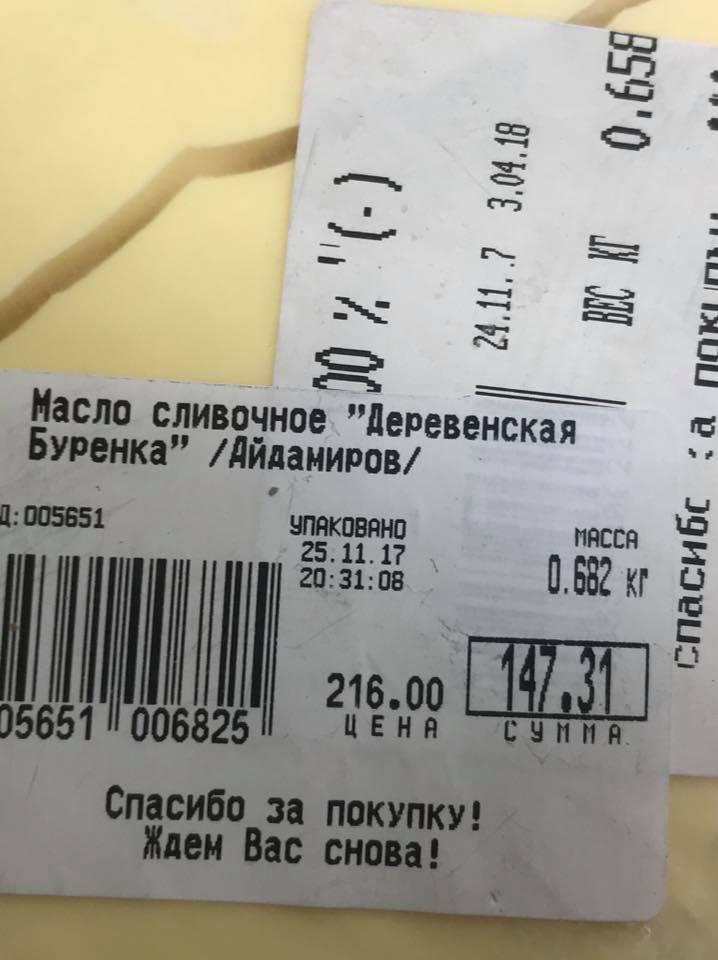 Масло сливочное "Деревенская
Буренка" /Айдамиров/
Д:005651
УПАКОВАНО
25.11.17
20:31:08
МАССА
0.682 кг
05651 006825
216.00
ЦЕНА
147.31
СУММА
Спасибо за покупку!
Ждем Вас снова!
00 % "(-)
24.11. 7 3.04.18
ВЕС КГ 0.658